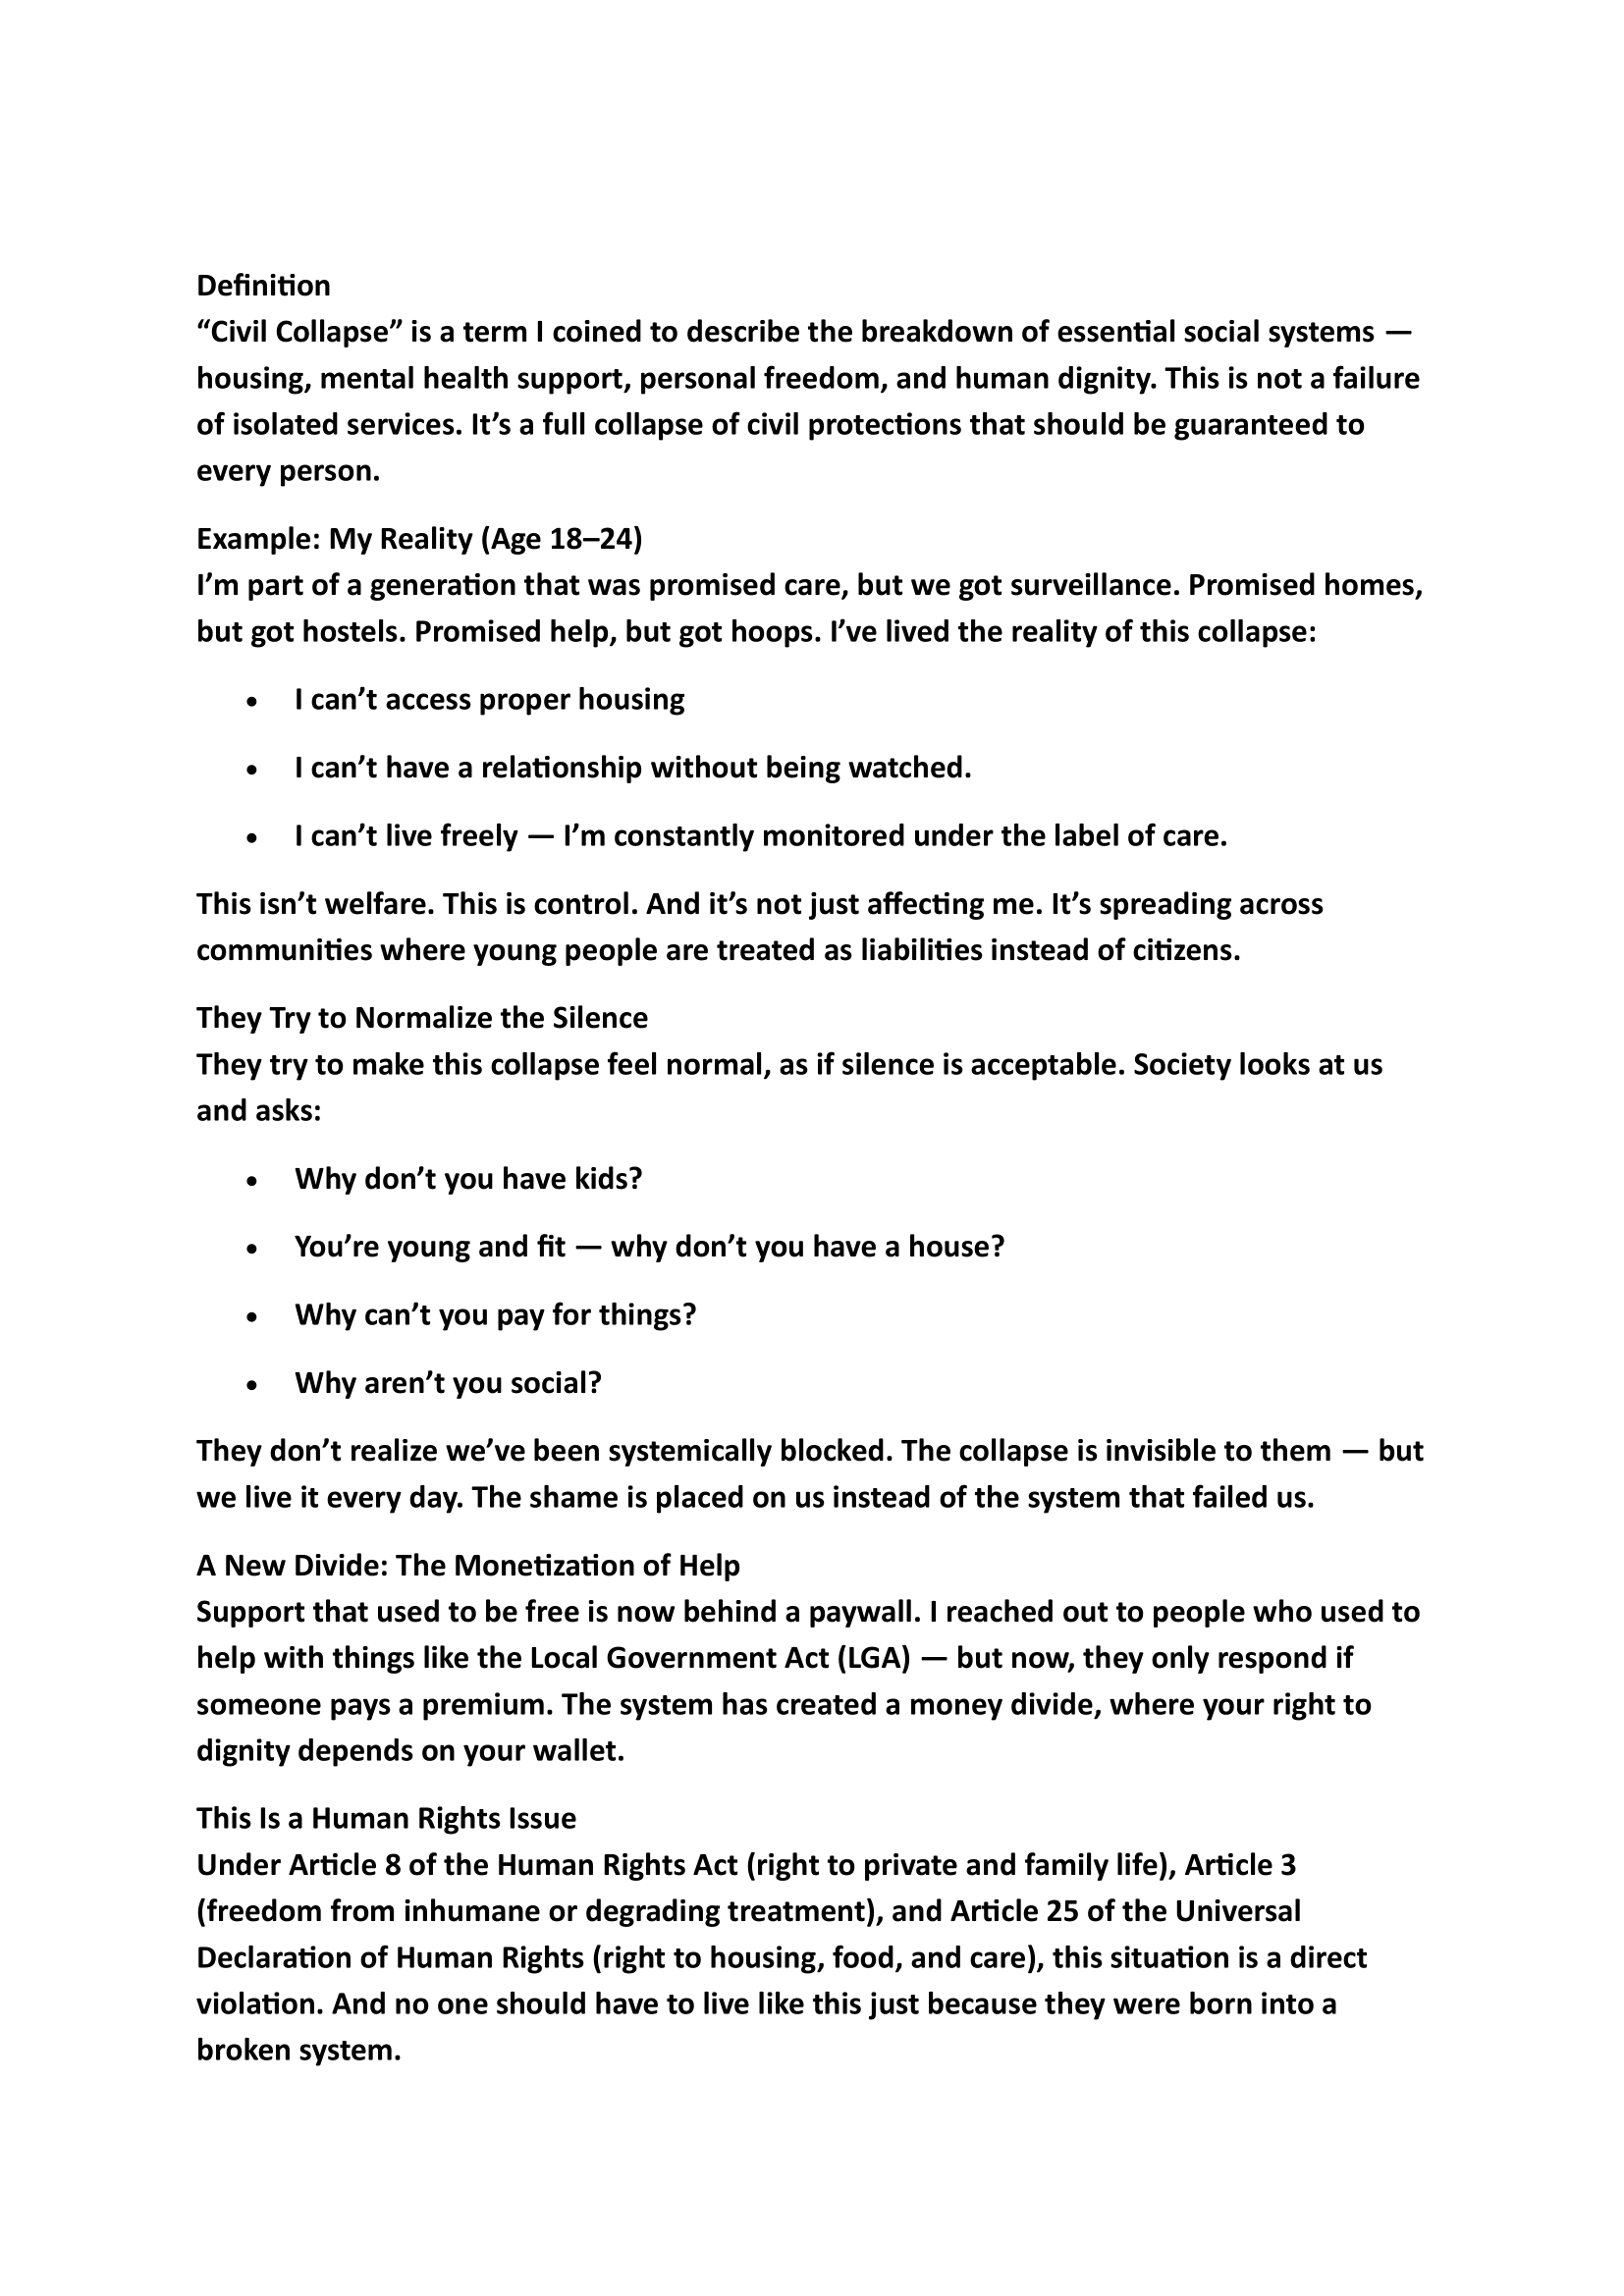 Definition
“Civil Collapse” is a term I coined to describe the breakdown of essential social systems —
housing, mental health support, personal freedom, and human dignity. This is not a failure
of isolated services. It’s a full collapse of civil protections that should be guaranteed to
every person.
Example: My Reality (Age 18–24)
I’m part of a generation that was promised care, but we got surveillance. Promised homes,
but got hostels. Promised help, but got hoops. I’ve lived the reality of this collapse:
• I can’t access proper housing
• I can’t have a relationship without being watched.
• I can’t live freely — I’m constantly monitored under the label of care.
This isn’t welfare. This is control. And it’s not just affecting me. It’s spreading across
communities where young people are treated as liabilities instead of citizens.
They Try to Normalize the Silence
They try to make this collapse feel normal, as if silence is acceptable. Society looks at us
and asks:
• Why don’t you have kids?
• You’re young and fit — why don’t you have a house?
• Why can’t you pay for things?
• Why aren’t you social?
They don’t realize we’ve been systemically blocked. The collapse is invisible to them — but
we live it every day. The shame is placed on us instead of the system that failed us.
A New Divide: The Monetization of Help
Support that used to be free is now behind a paywall. I reached out to people who used to
help with things like the Local Government Act (LGA) — but now, they only respond if
someone pays a premium. The system has created a money divide, where your right to
dignity depends on your wallet.
This Is a Human Rights Issue
Under Article 8 of the Human Rights Act (right to private and family life), Article 3
(freedom from inhumane or degrading treatment), and Article 25 of the Universal
Declaration of Human Rights (right to housing, food, and care), this situation is a direct
violation. And no one should have to live like this just because they were born into a
broken system.